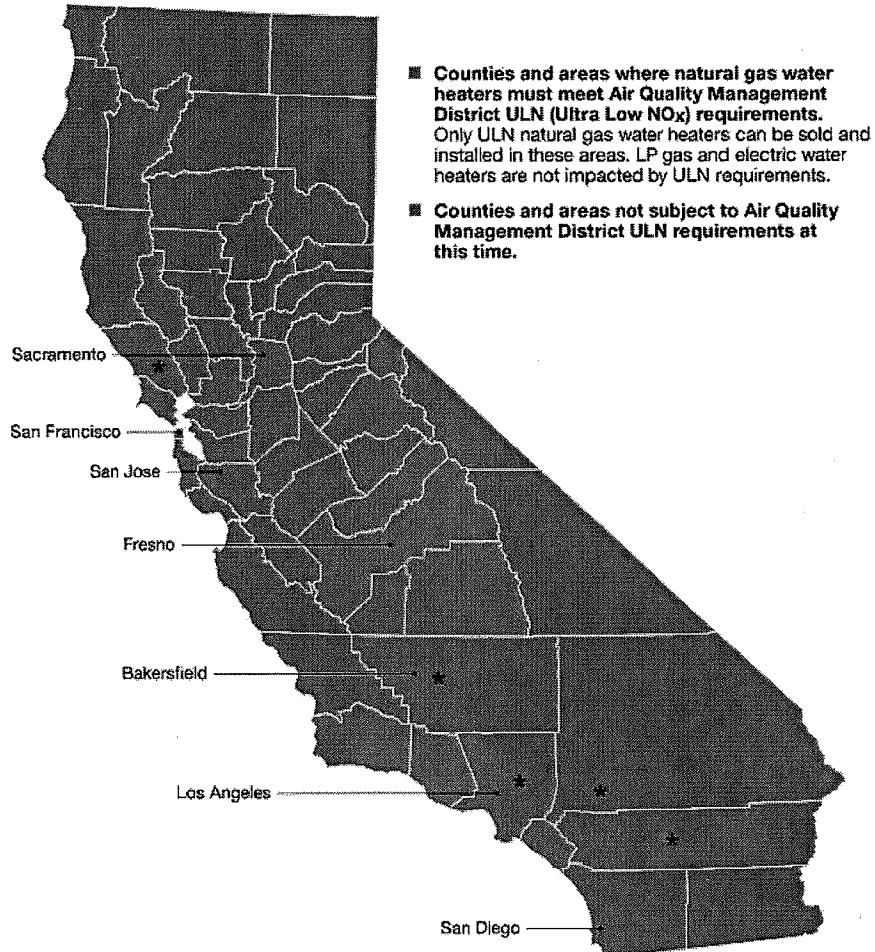 ■ Counties and areas where natural gas water
heaters must meet Air Quality Management
District ULN (Ultra Low NOx) requirements.
Only ULN natural gas water heaters can be sold and
installed in these areas. LP gas and electric water
heaters are not impacted by ULN requirements.
■ Counties and areas not subject to Air Quality
Management District ULN requirements at
this time.
Sacramento
*
San Francisco
San Jose
Fresno
Bakersfield
*
Los Angeles
*
*
*
San Diego